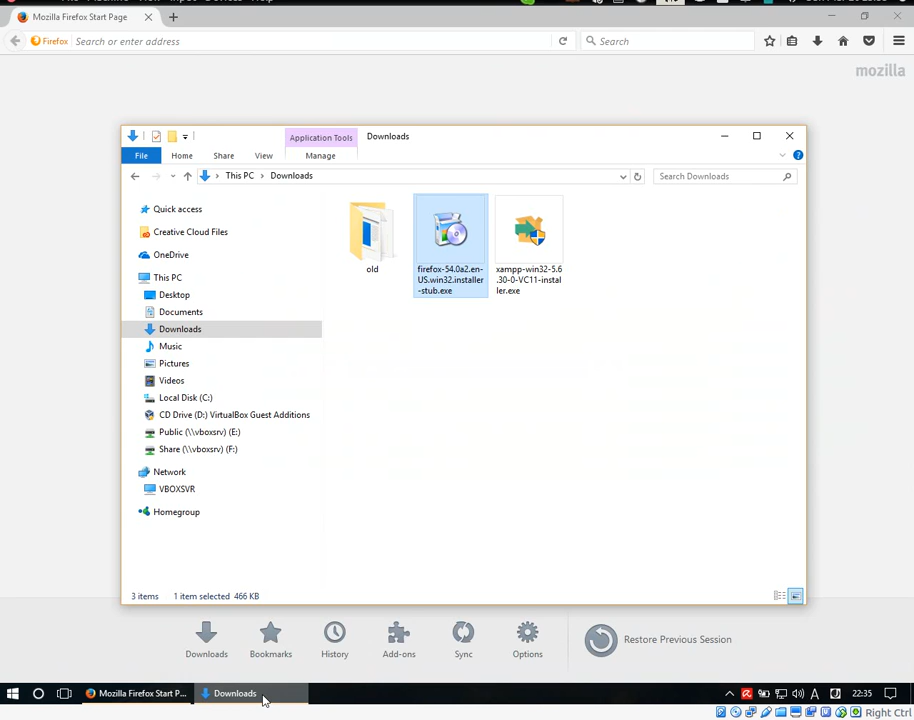 Mozilla Firefox Start Page
Firefox Search or enter address
Search
mozilla
Application Tools
Downloads
File Home Share View Manage
This PC Downloads
Search Downloads
Quick access
Creative Cloud Files
OneDrive
This PC
Desktop
Documents
Downloads
Music
Pictures
Videos
Local Disk (C:)
CD Drive (D:) VirtualBox Guest Additions
Public (\\vboxsrv) (E:)
Share (\\vboxsrv) (F:)
Network
VBOXSVR
Homegroup
old
firefox-54.0a2.en-
US.win32.installer
-stub.exe
xampp-win32-5.6
.30-0-VC11-instal
ler.exe
3 items 1 item selected 466 KB
Downloads Bookmarks History Add-ons Sync Options
Restore Previous Session
Mozilla Firefox Start P... Downloads
A 22:35
Right Ctrl